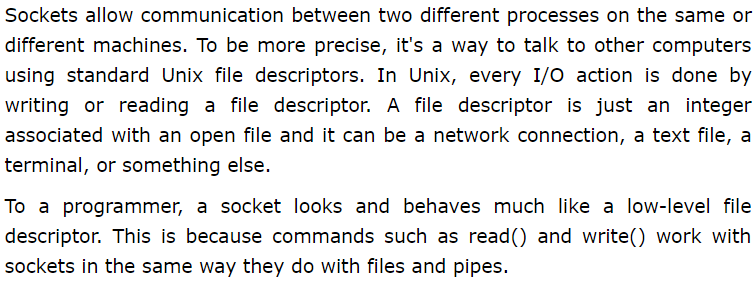 Sockets allow communication between two different processes on the same or
different machines. To be more precise, it's a way to talk to other computers
using standard Unix file descriptors. In Unix, every I/O action is done by
writing or reading a file descriptor. A file descriptor is just an integer
associated with an open file and it can be a network connection, a text file, a
terminal, or something else.
To a programmer, a socket looks and behaves much like a low-level file
descriptor. This is because commands such as read() and write() work with
sockets in the same way they do with files and pipes.